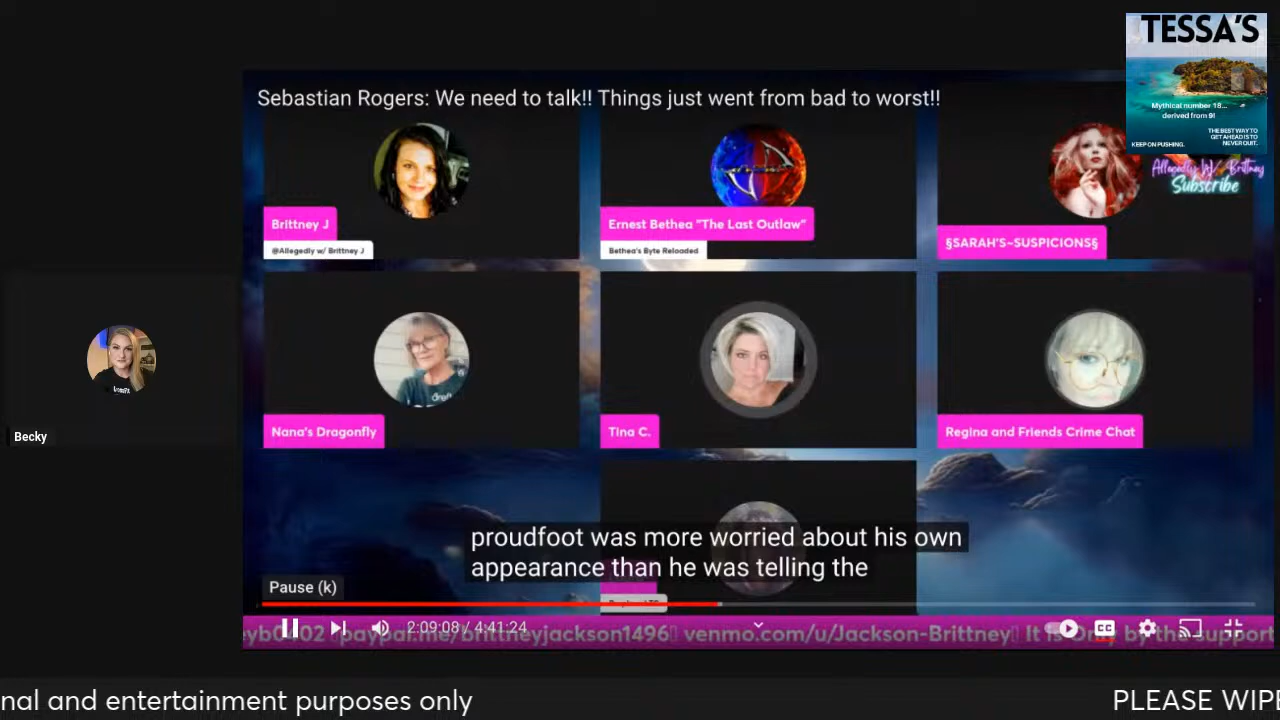 TESSA'S
Mythical number 18...
derived from 9!
THE BEST WAY TO
GET AHEAD IS TO
NEVER QUIT.
KEEP ON PUSHING.
Sebastian Rogers: We need to talk!! Things just went from bad to worst!!
Allegedly W/ Brittney
Subscribe
Brittney J
@Allegedly w/ Brittney J
Ernest Bethea "The Last Outlaw"
Bethea's Byte Reloaded
§SARAH'S~SUSPICIONS§
Nana's Dragonfly
Tina C.
Regina and Friends Crime Chat
Becky
proudfoot was more worried about his own
appearance than he was telling the
Pause (k)
2:09:08 / 4:41:24
CC
venmo.com/u/Jackson-Brittney It is Only by the support
nal and entertainment purposes only
PLEASE WIPE